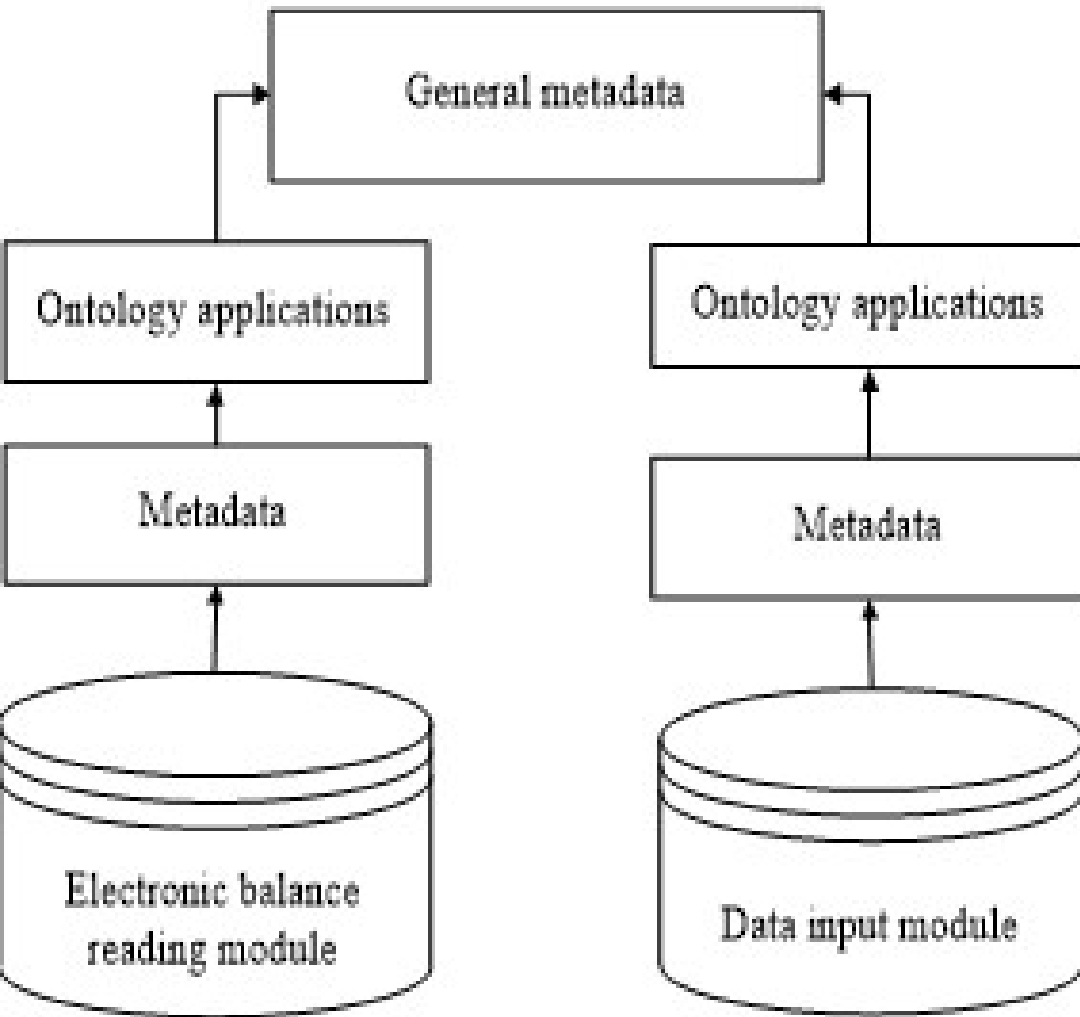 General metadata
Ontology applications
Ontology applications
Metadata
Metadata
Electronic balance
reading module
Data input module